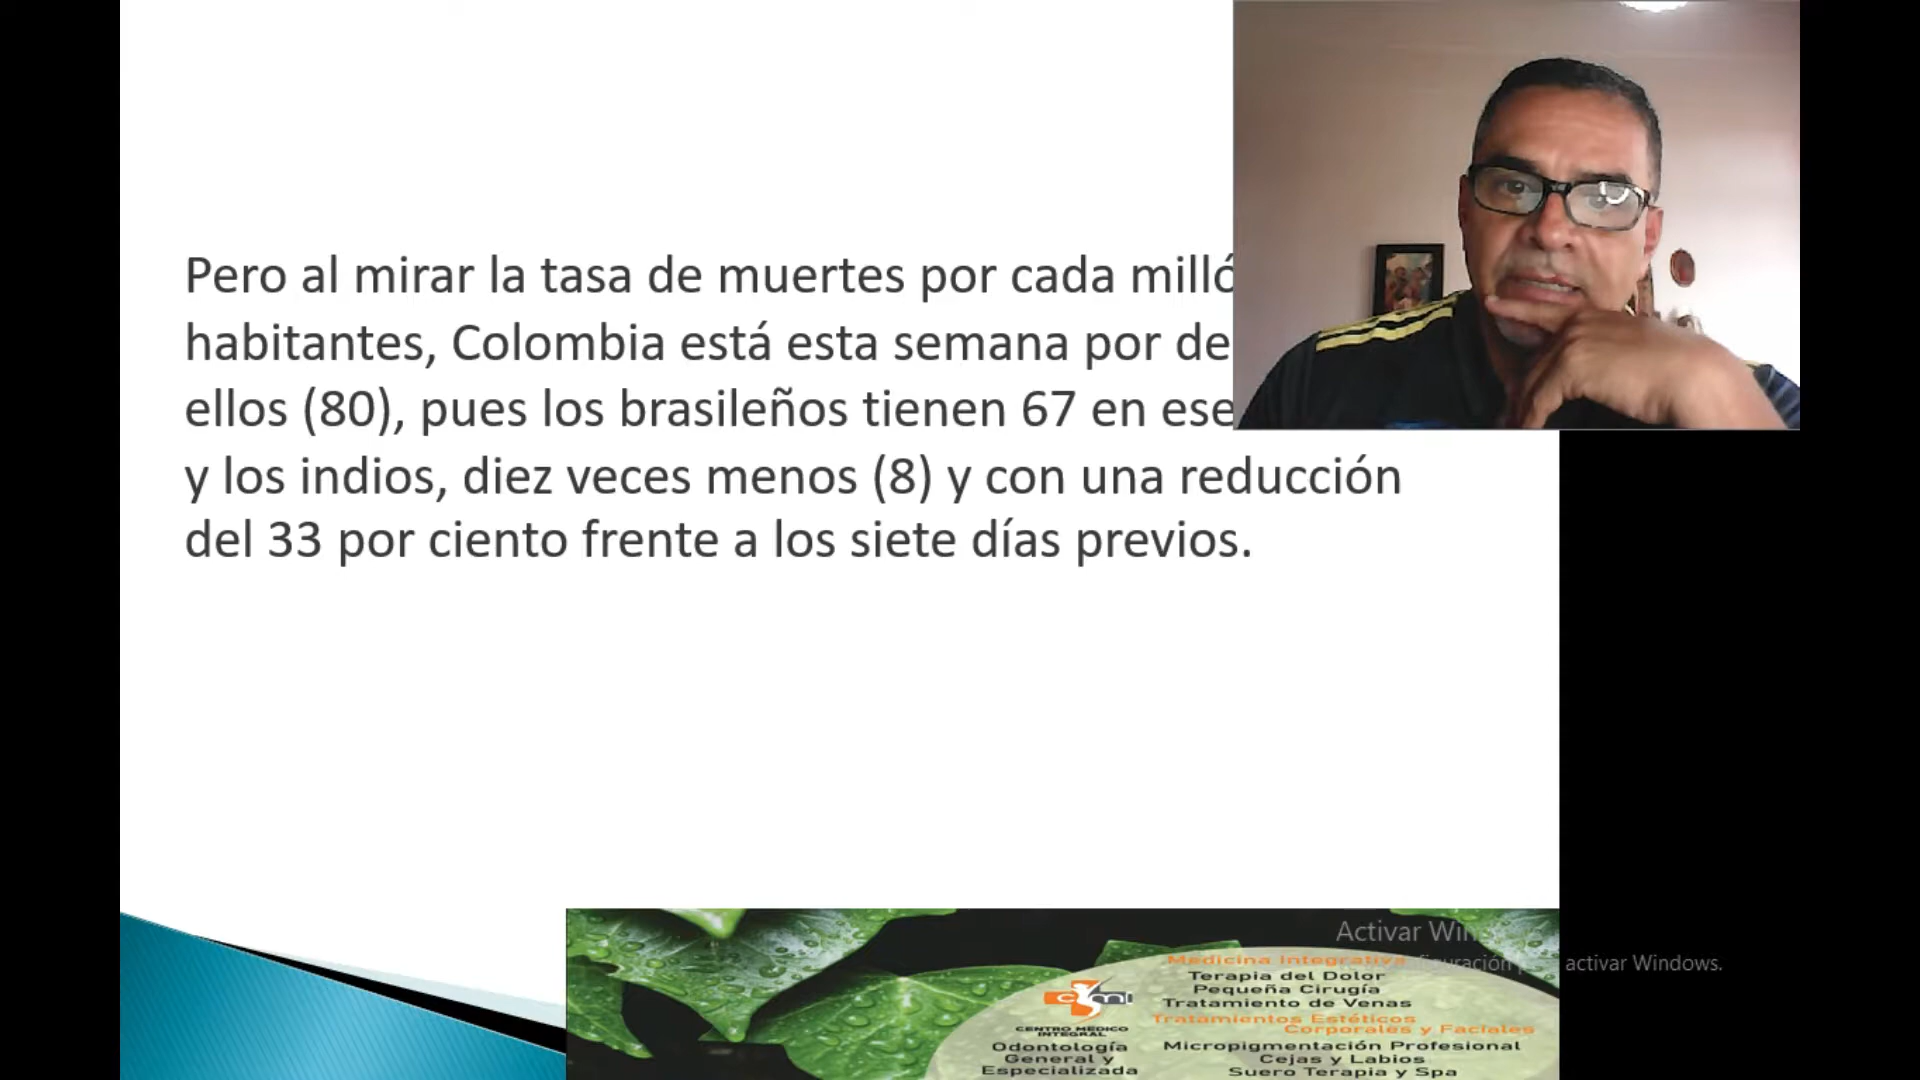 Pero al mirar la tasa de muertes por cada milló
habitantes, Colombia está esta semana por de
ellos (80), pues los brasileños tienen 67 en ese
y los indios, diez veces menos (8) y con una reducción
del 33 por ciento frente a los siete días previos.
Activar Win
activar Windows.
Medicina Integrativa
Terapia del Dolor
Pequeña Cirugía
Tratamiento de Venas
Tratamientos Estéticos
Corporales y Faciales
Micropigmentación Profesional
Cejas y Labios
Suero Terapia y Spa
cmi
CENTRO MÉDICO
INTEGRAL
Odontología
General y
Especializada